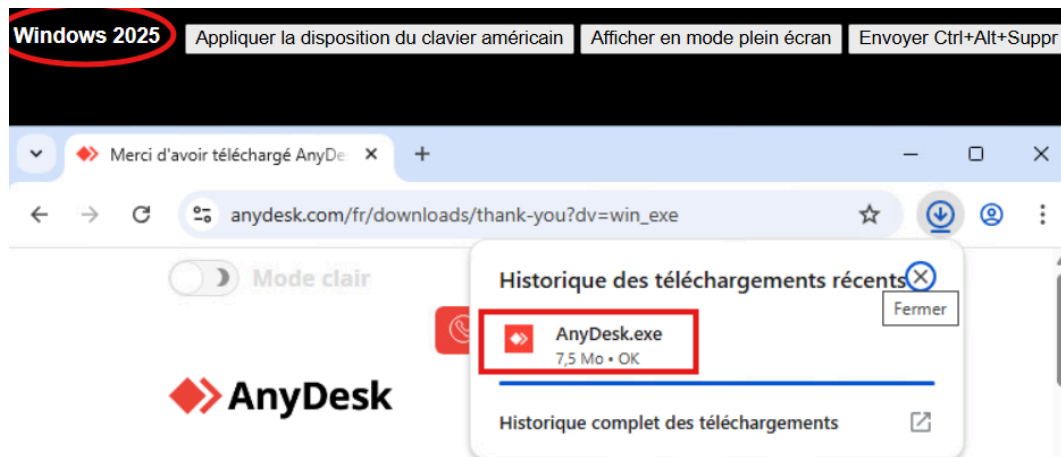 Windows 2025 Appliquer la disposition du clavier américain Afficher en mode plein écran Envoyer Ctrl+Alt+Suppr
Merci d'avoir téléchargé AnyDe
anydesk.com/fr/downloads/thank-you?dv=win_exe
Mode clair
Historique des téléchargements récents
Fermer
AnyDesk.exe
7,5 Mo • OK
AnyDesk
Historique complet des téléchargements